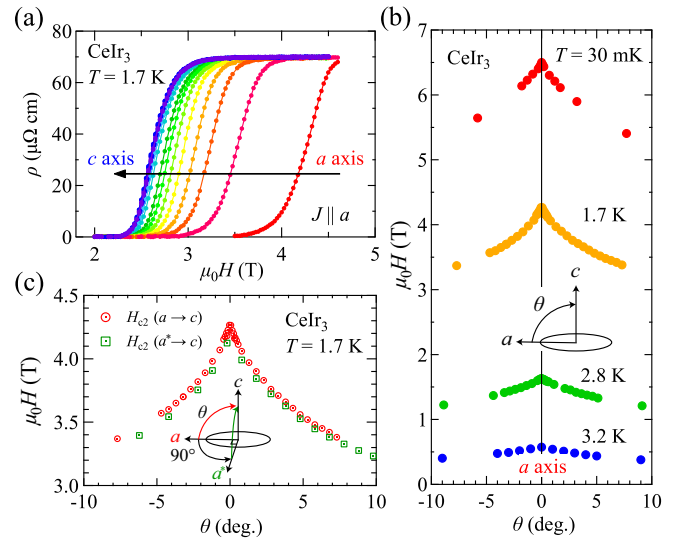 (a)
80
60
40
20
0
ρ (μΩ cm)
CeIr3
T = 1.7 K
c axis
a axis
J || a
2
3
4
5
μ0H (T)
(b)
7
6
5
4
3
2
1
0
μ0H (T)
CeIr3
T = 30 mK
1.7 K
c
θ
a
2.8 K
3.2 K
a axis
-10
-5
0
5
10
θ (deg.)
(c)
4.5
4.0
3.5
3.0
μ0H (T)
Hc2 (a → c)
Hc2 (a* → c)
CeIr3
T = 1.7 K
c
θ
a
90°
a*
-10
-5
0
5
10
θ (deg.)